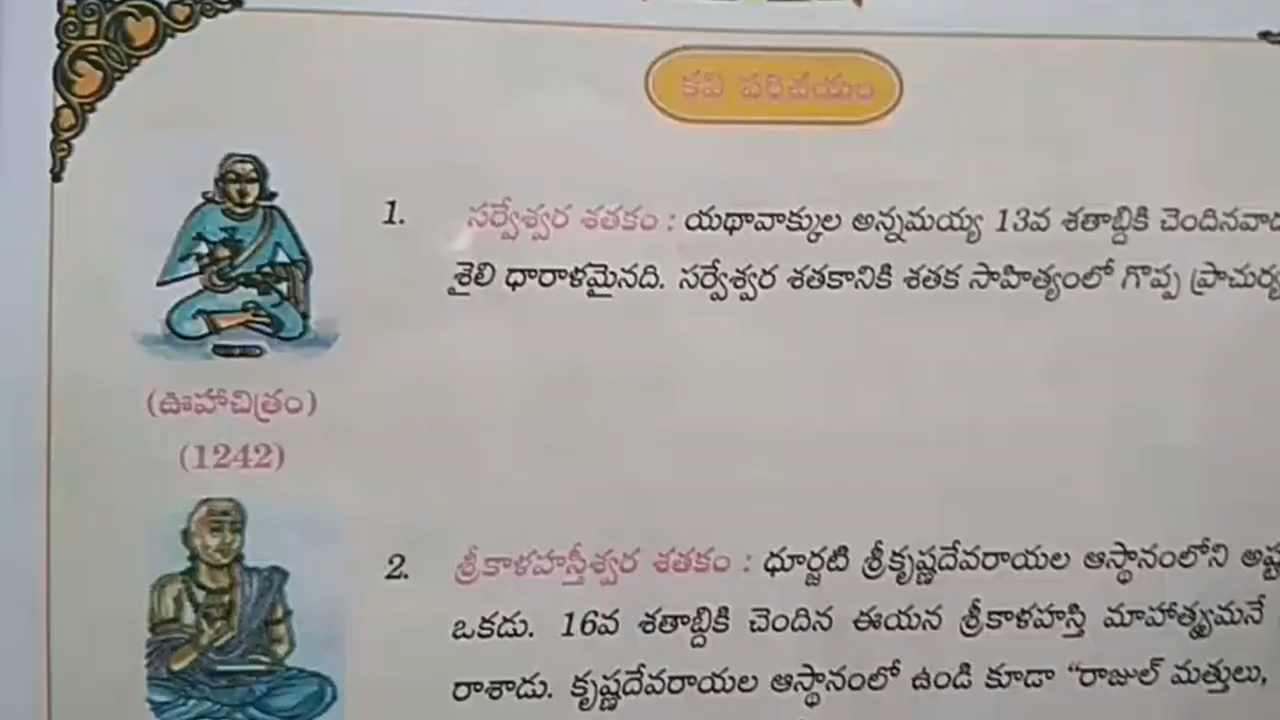 కవి పరిచయం
1. సర్వేశ్వర శతకం : యథావాక్కుల అన్నమయ్య 13వ శతాబ్దికి చెందినవాడ
శైలి ధారాళమైనది. సర్వేశ్వర శతకానికి శతక సాహిత్యంలో గొప్ప ప్రాచుర్య
(ఊహాచిత్రం)
(1242)
2. శ్రీకాళహస్తీశ్వర శతకం : ధూర్జటి శ్రీకృష్ణదేవరాయల ఆస్థానంలోని అష్ట
ఒకడు. 16వ శతాబ్దికి చెందిన ఈయన శ్రీకాళహస్తి మాహాత్మ్యమనే
రాశాడు. కృష్ణదేవరాయల ఆస్థానంలో ఉండి కూడా “రాజుల్ మత్తులు,